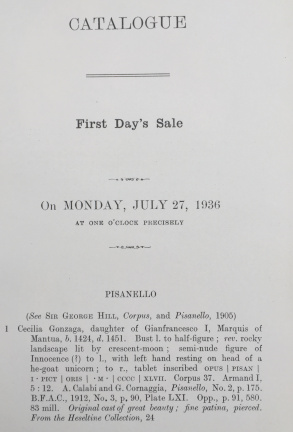 CATALOGUE
First Day's Sale
On MONDAY, JULY 27, 1936
AT ONE O'CLOCK PRECISELY
PISANELLO
(See SIR GEORGE HILL, Corpus, and Pisanello, 1905)
1 Cecilia Gonzaga, daughter of Gianfrancesco I, Marquis of
Mantua, b. 1424, d. 1451. Bust l. to half-figure; rev. rocky
landscape lit by crescent-moon; semi-nude figure of
Innocence (?) to l., with left hand resting on head of a
he-goat unicorn; to r., tablet inscribed OPUS | PISAN |
I · PICT | ORIS | · M · | CCCC | XLVII. Corpus 37. Armand I,
5 : 12. A. Calabi and G. Cornaggia, Pisanello, No. 2, p. 175.
B.F.A.C., 1912, No. 3, p. 90, Plate LXI. Opp., p. 91, 580.
83 mill. Original cast of great beauty; fine patina, pierced.
From the Heseltine Collection, 24